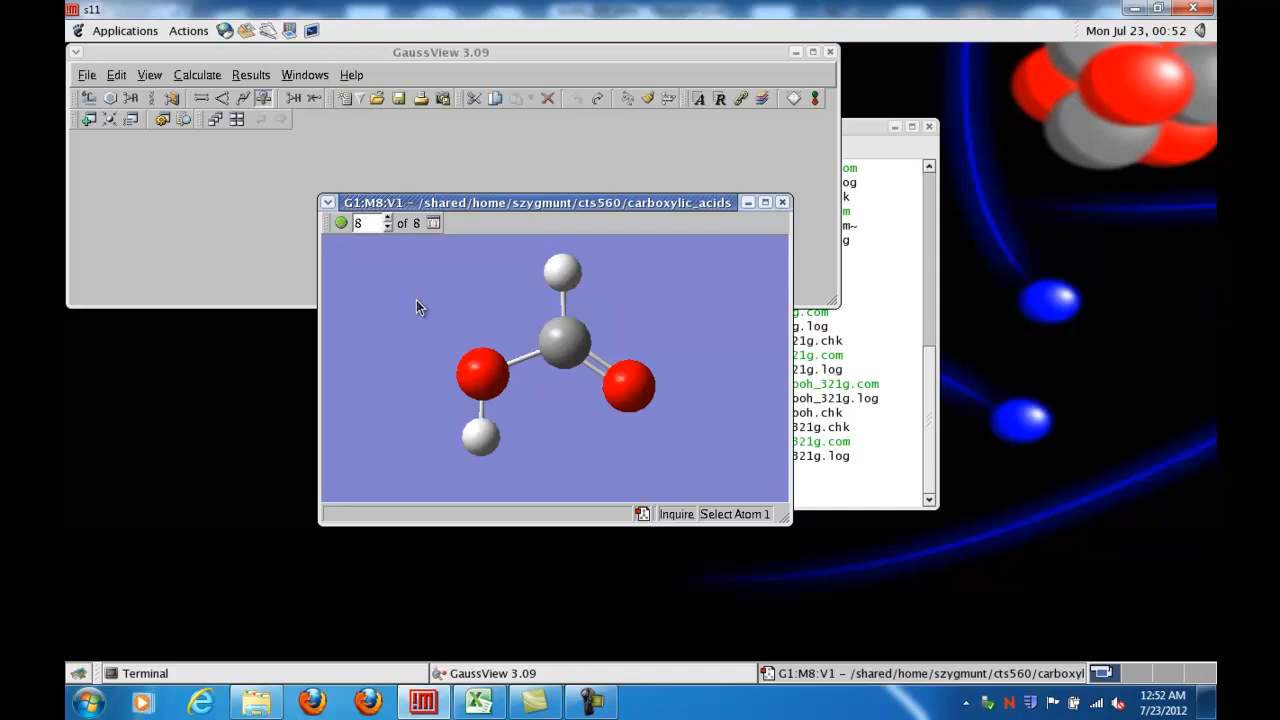 s11
Applications Actions Mon Jul 23, 00:52
GaussView 3.09
File Edit View Calculate Results Windows Help
A R
G1:M8:V1 - /shared/home/szygmunt/cts560/carboxylic_acids
8 of 8
om
og
k
m
m~
g
g.com
g.log
21g.chk
21g.com
21g.log
ooh_321g.com
ooh_321g.log
ooh.chk
321g.chk
321g.com
321g.log
Inquire Select Atom 1
Terminal GaussView 3.09 G1:M8:V1 - /shared/home/szygmunt/cts560/carboxyl
12:52 AM
7/23/2012